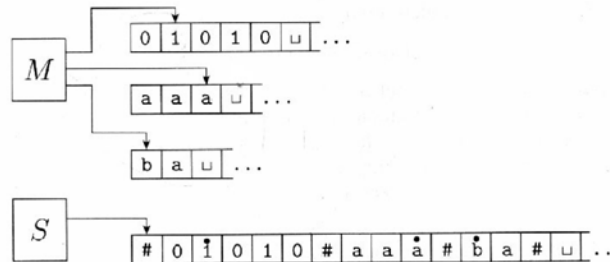 0 1 0 1 0 ␣ ...
M
a a a ␣ ...
b a ␣ ...
S
# 0 1̇ 0 1 0 # a a ȧ # ḃ a # ␣ ...